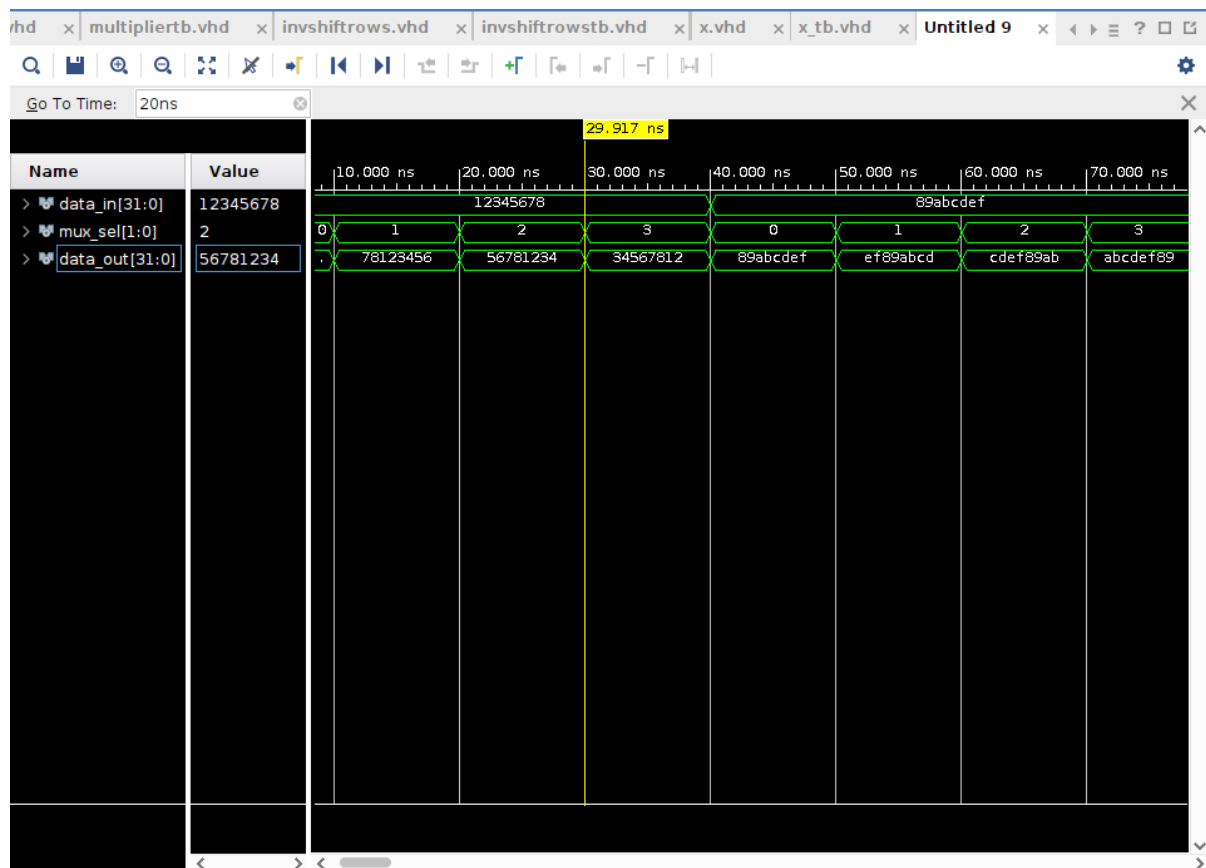 vhd multipliertb.vhd invshiftrows.vhd invshiftrowstb.vhd x.vhd x_tb.vhd Untitled 9
Go To Time: 20ns
29.917 ns
Name Value 10.000 ns 20.000 ns 30.000 ns 40.000 ns 50.000 ns 60.000 ns 70.000 ns
data_in[31:0] 12345678 12345678 89abcdef
mux_sel[1:0] 2 0 1 2 3 0 1 2 3
data_out[31:0] 56781234 . 78123456 56781234 34567812 89abcdef ef89abcd cdef89ab abcdef89